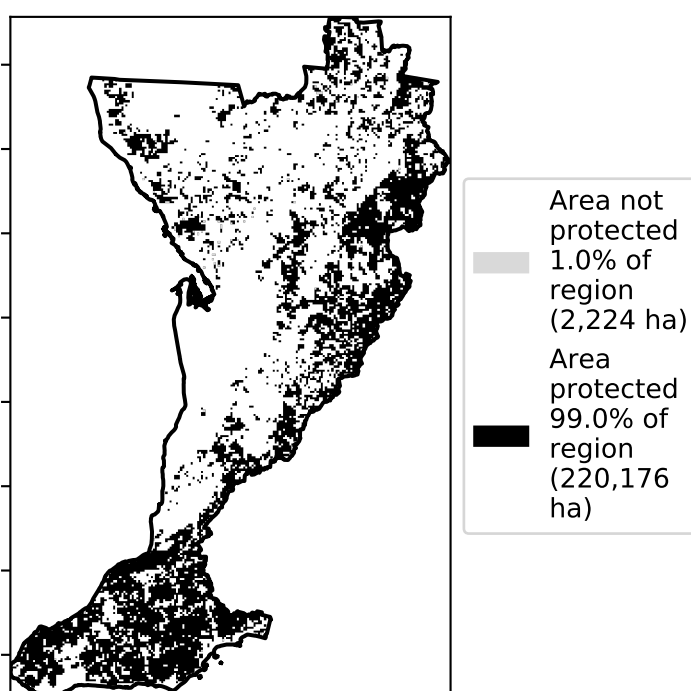 Area not
protected
1.0% of
region
(2,224 ha)
Area
protected
99.0% of
region
(220,176
ha)